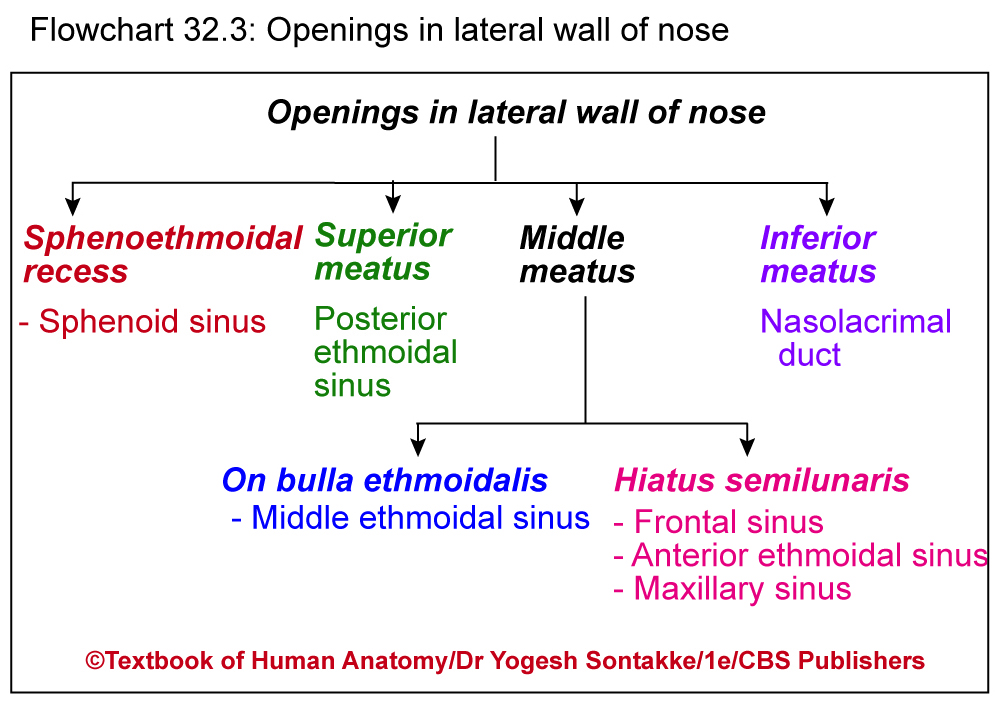 Flowchart 32.3: Openings in lateral wall of nose
Openings in lateral wall of nose
Sphenoethmoidal
recess
- Sphenoid sinus
Superior
meatus
Posterior
ethmoidal
sinus
Middle
meatus
Inferior
meatus
Nasolacrimal
duct
On bulla ethmoidalis
- Middle ethmoidal sinus
Hiatus semilunaris
- Frontal sinus
- Anterior ethmoidal sinus
- Maxillary sinus
©Textbook of Human Anatomy/Dr Yogesh Sontakke/1e/CBS Publishers